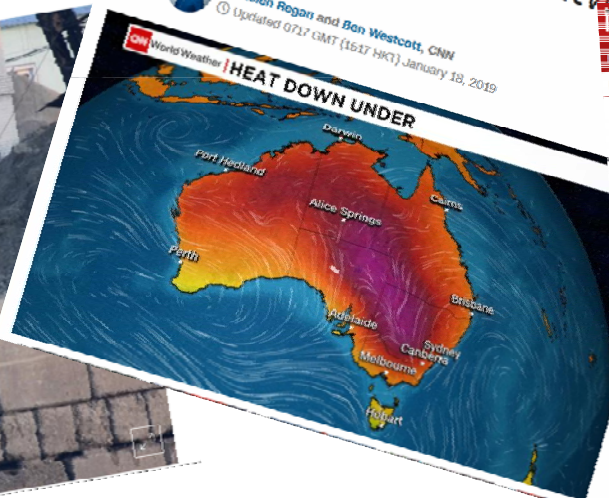 Regan and Ben Westcott, CNN
Updated 0717 GMT (1517 HKT) January 18, 2019
CNN World Weather | HEAT DOWN UNDER
Darwin
Port Hedland
Cairns
Alice Springs
Perth
Brisbane
Adelaide
Sydney
Canberra
Melbourne
Hobart